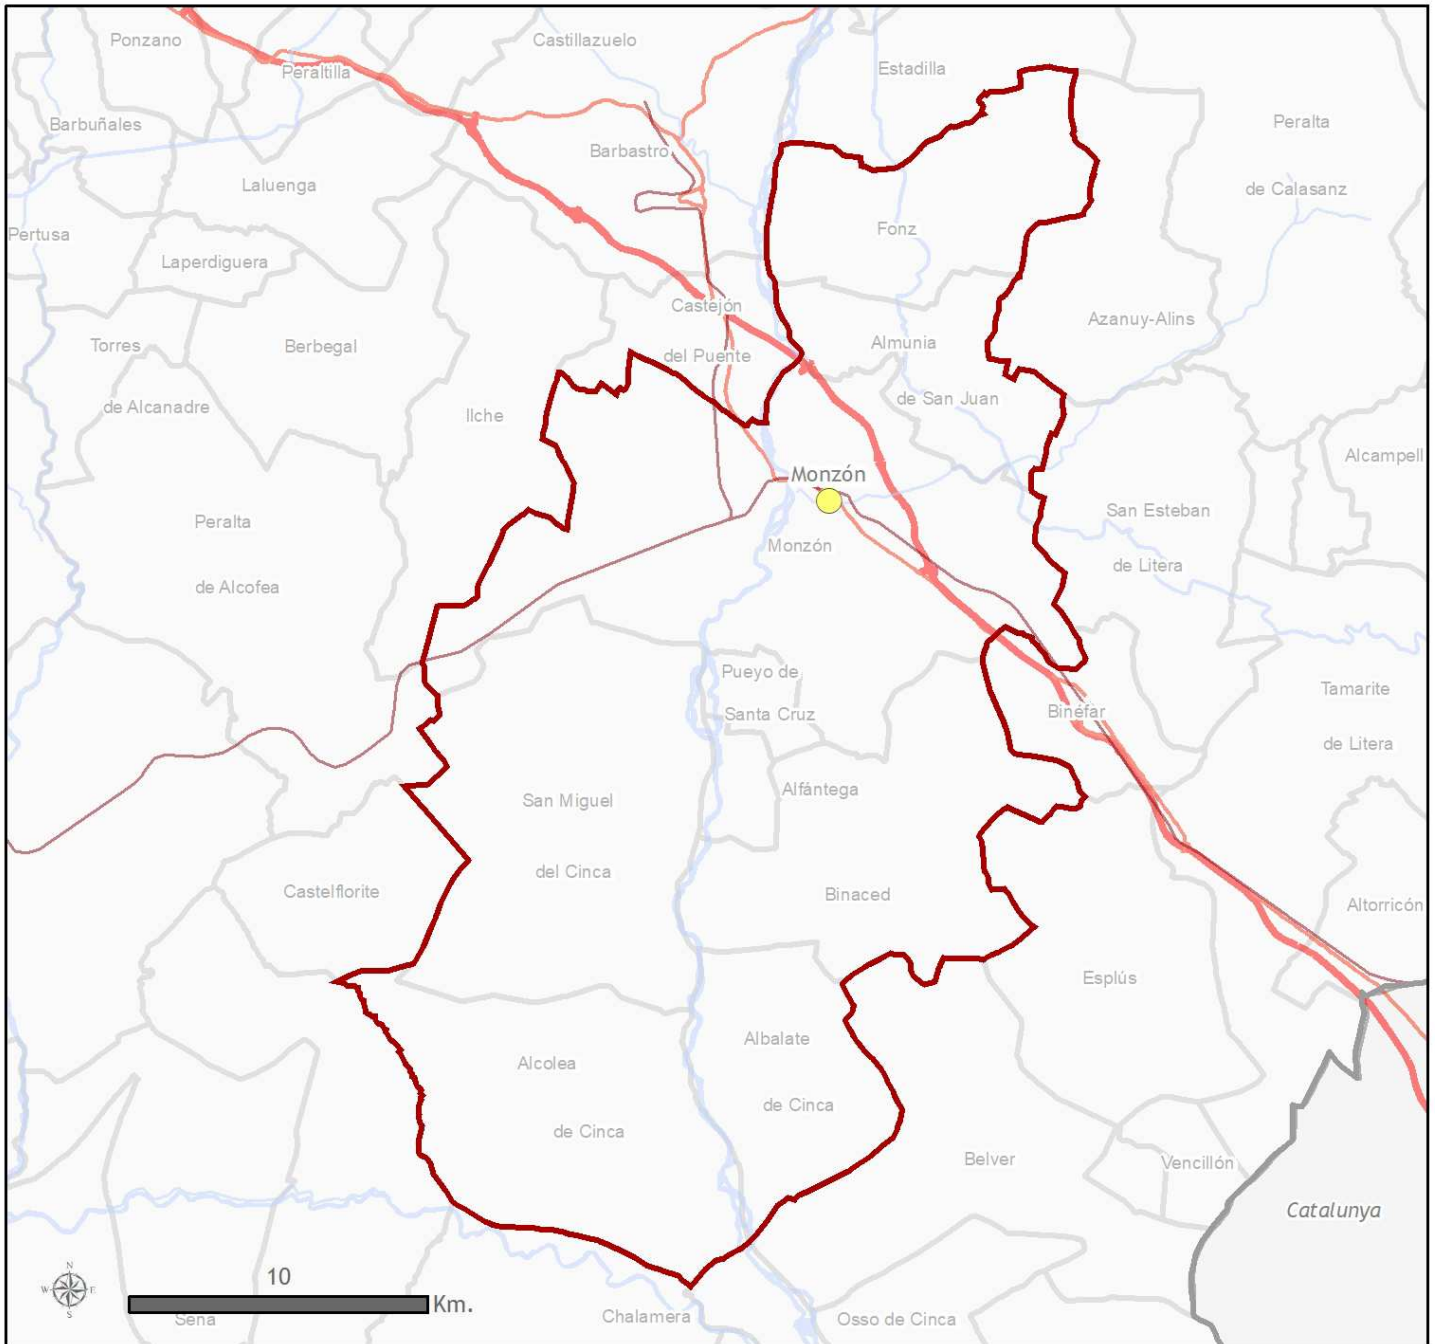 Ponzano
Castillazuelo
Estadilla
Peraltilla
Barbuñales
Peralta
de Calasanz
Barbastro
Laluenga
Pertusa
Fonz
Laperdiguera
Castejón
del Puente
Azanuy-Alins
Torres
de Alcanadre
Berbegal
Almunia
de San Juan
Ilche
Alcampell
Monzón
Peralta
de Alcofea
San Esteban
de Litera
Monzón
Pueyo de
Santa Cruz
Binéfar
Tamarite
de Litera
San Miguel
del Cinca
Alfántega
Castelflorite
Binaced
Altorricón
Esplús
Alcolea
de Cinca
Albalate
de Cinca
Belver
Vencillón
Catalunya
N
W E
S
10
Km.
Sena
Chalamera
Osso de Cinca